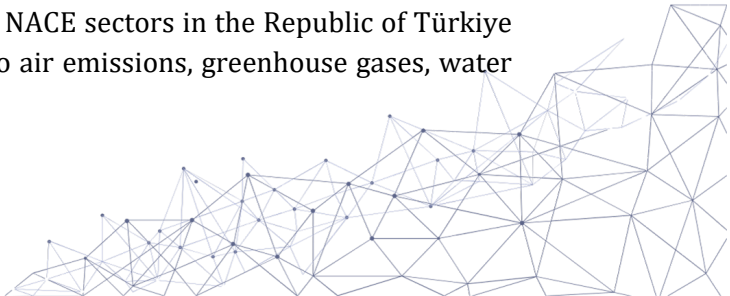 NACE sectors in the Republic of Türkiye
air emissions, greenhouse gases, water